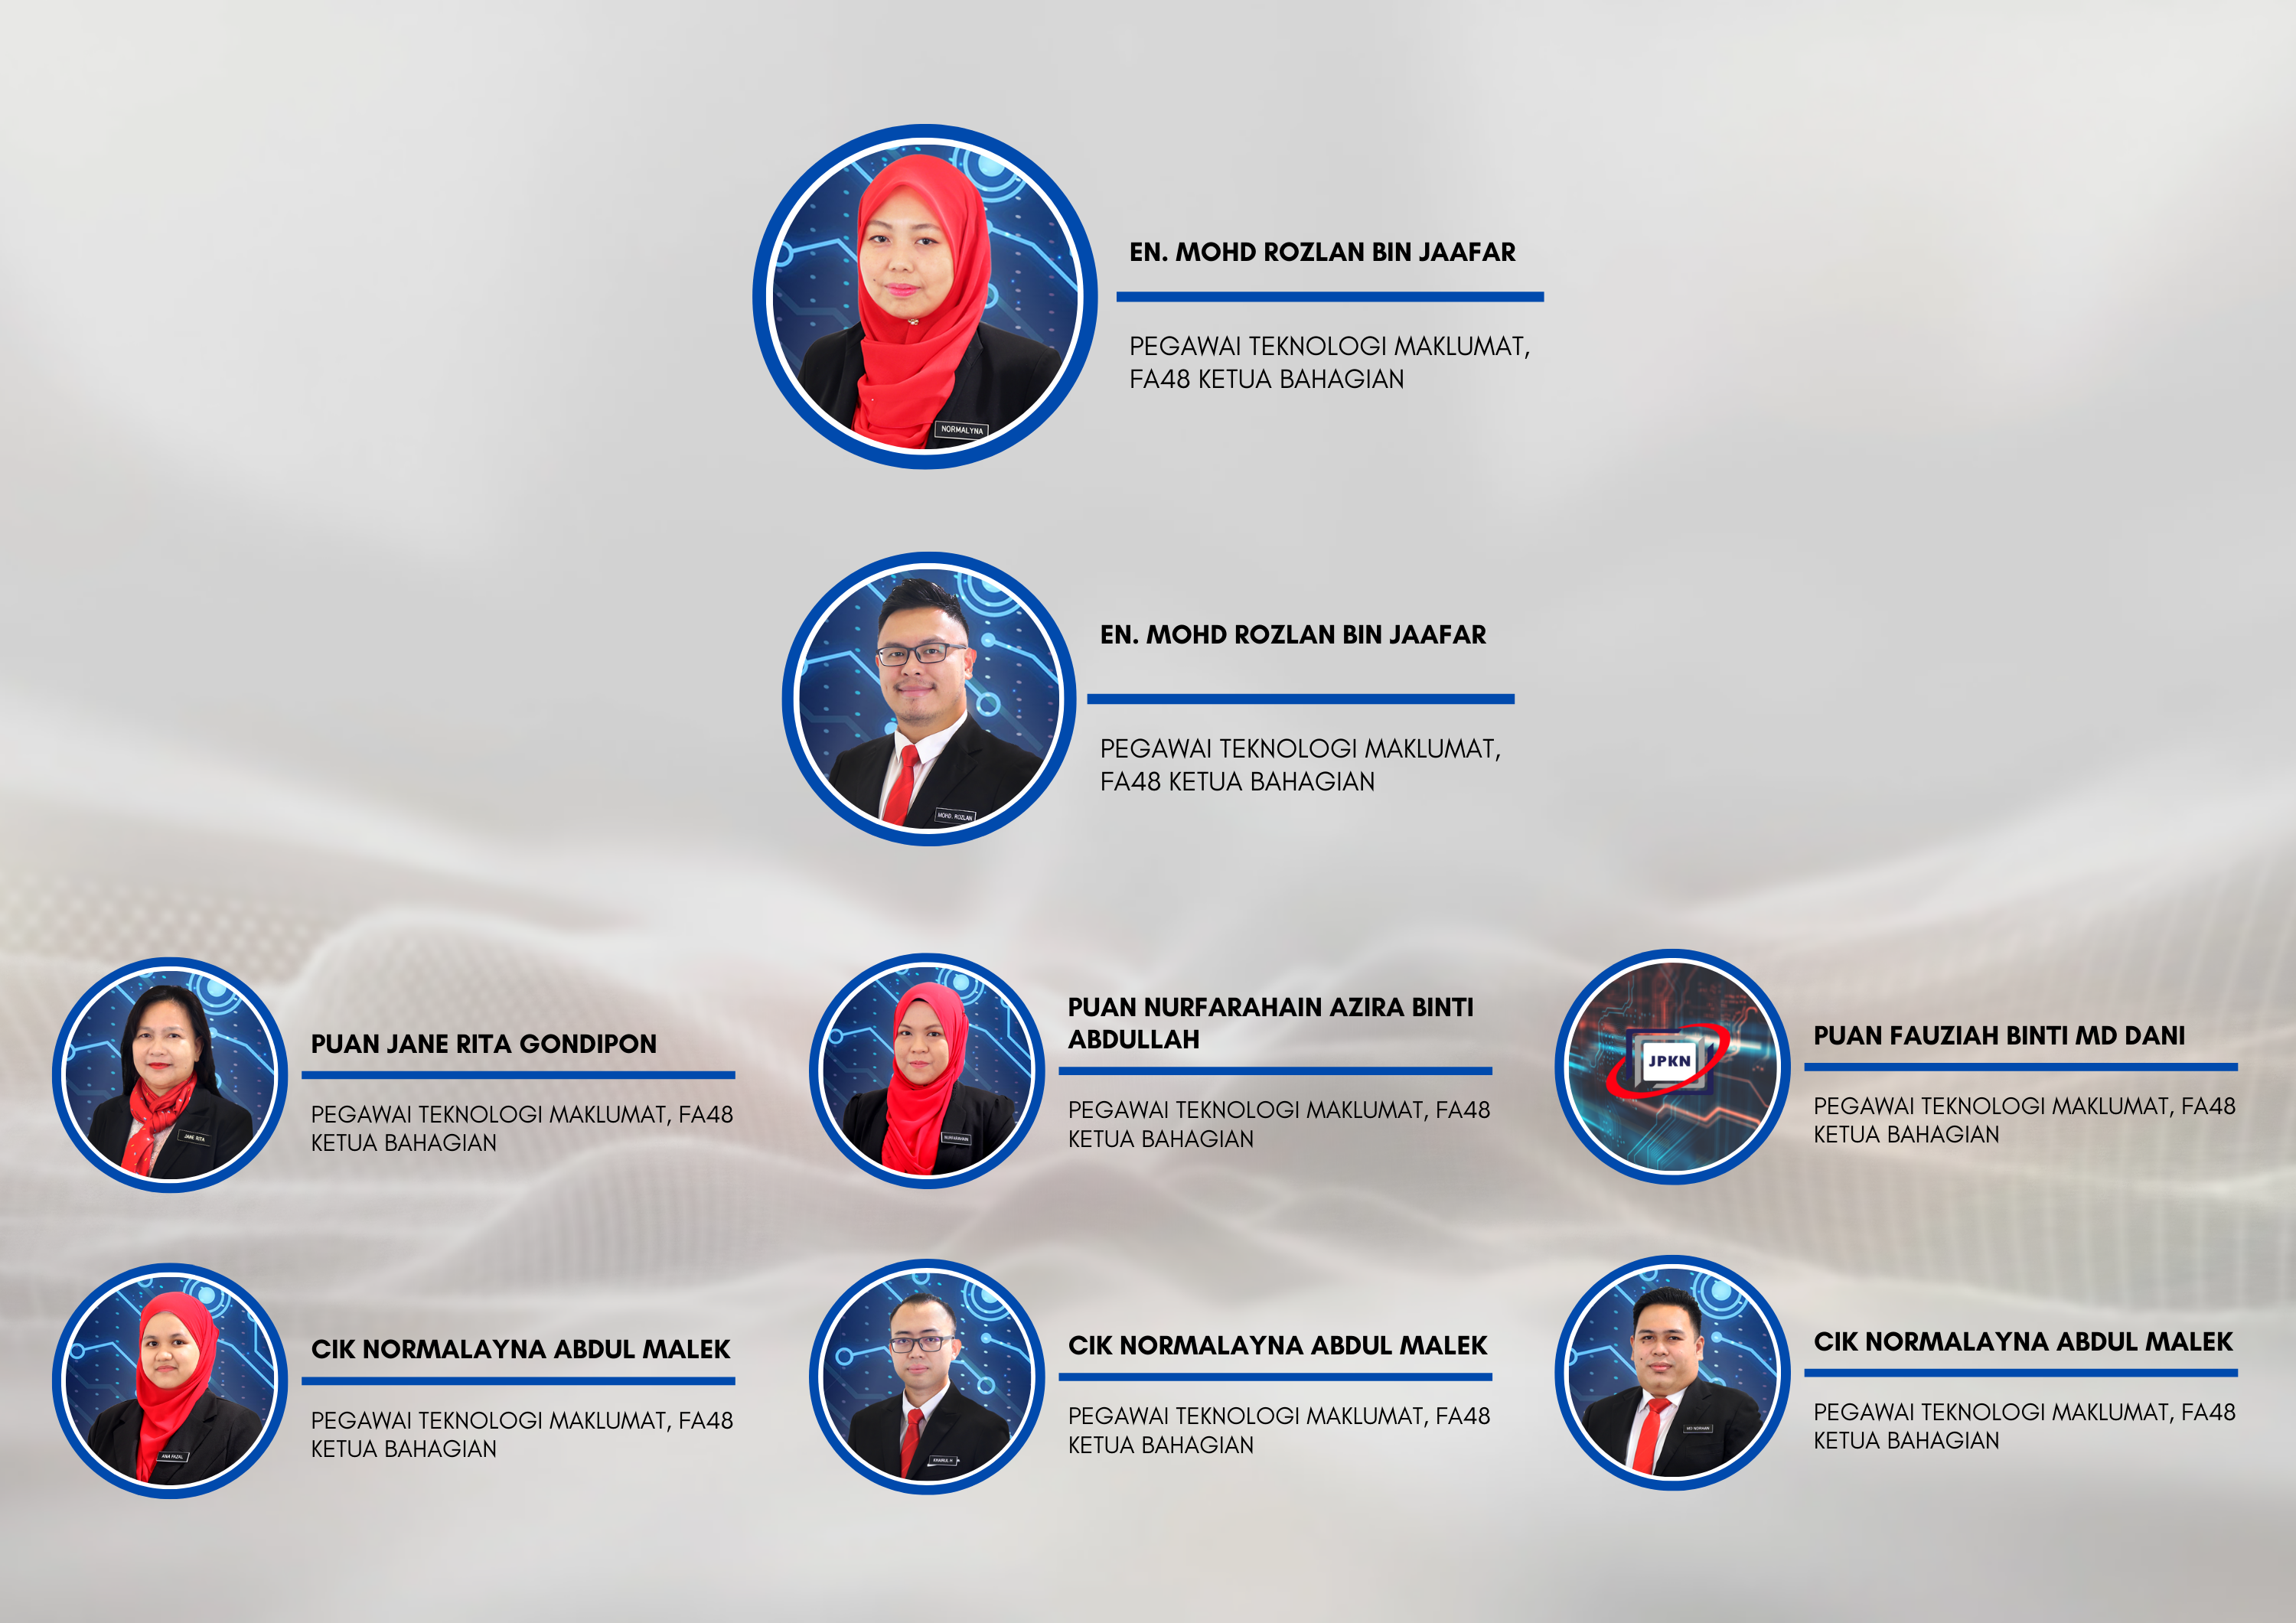 EN. MOHD ROZLAN BIN JAAFAR
PEGAWAI TEKNOLOGI MAKLUMAT,
FA48 KETUA BAHAGIAN
NORMALYNA
EN. MOHD ROZLAN BIN JAAFAR
PEGAWAI TEKNOLOGI MAKLUMAT,
FA48 KETUA BAHAGIAN
MOHD. ROZLAN
PUAN JANE RITA GONDIPON
PEGAWAI TEKNOLOGI MAKLUMAT, FA48
KETUA BAHAGIAN
JANE RITA
PUAN NURFARAHAIN AZIRA BINTI
ABDULLAH
PEGAWAI TEKNOLOGI MAKLUMAT, FA48
KETUA BAHAGIAN
NURFARAHAIN
JPKN
PUAN FAUZIAH BINTI MD DANI
PEGAWAI TEKNOLOGI MAKLUMAT, FA48
KETUA BAHAGIAN
CIK NORMALAYNA ABDUL MALEK
PEGAWAI TEKNOLOGI MAKLUMAT, FA48
KETUA BAHAGIAN
ANA FAZAL
CIK NORMALAYNA ABDUL MALEK
PEGAWAI TEKNOLOGI MAKLUMAT, FA48
KETUA BAHAGIAN
CIK NORMALAYNA ABDUL MALEK
PEGAWAI TEKNOLOGI MAKLUMAT, FA48
KETUA BAHAGIAN